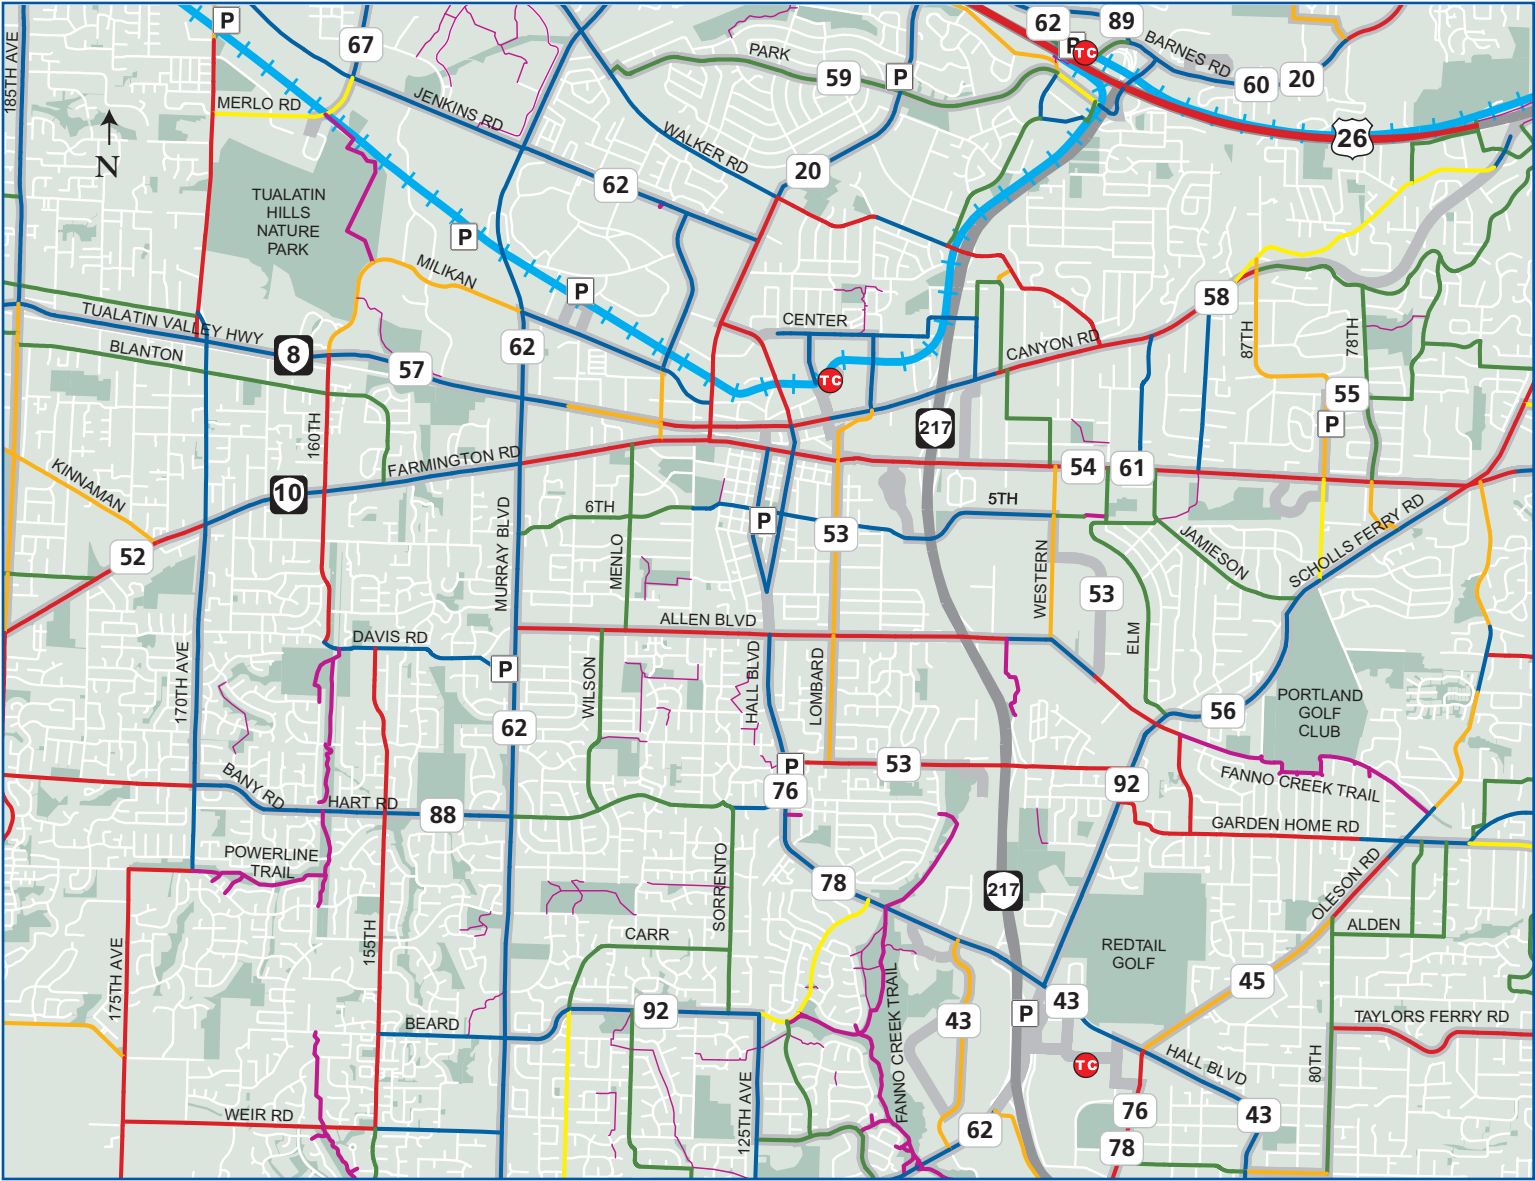 P
67
62
89
P
TC
BARNES RD
60
20
185TH AVE
PARK
59
P
MERLO RD
JENKINS RD
WALKER RD
26
N
20
62
TUALATIN
HILLS
NATURE
PARK
P
MILIKAN
P
58
TUALATIN VALLEY HWY
CENTER
87TH
78TH
BLANTON
8
57
62
CANYON RD
TC
55
160TH
217
P
KINNAMAN
FARMINGTON RD
54
61
10
6TH
5TH
MURRAY BLVD
P
53
SCHOLLS FERRY RD
JAMIESON
52
MENLO
WESTERN
53
ALLEN BLVD
DAVIS RD
ELM
P
170TH AVE
WILSON
HALL BLVD
LOMBARD
PORTLAND
GOLF
CLUB
56
62
P
53
BANY RD
HART RD
88
76
92
FANNO CREEK TRAIL
GARDEN HOME RD
POWERLINE
TRAIL
78
217
SORRENTO
OLESON RD
ALDEN
155TH
CARR
REDTAIL
GOLF
175TH AVE
FANNO CREEK TRAIL
45
92
43
P
43
BEARD
TAYLORS FERRY RD
TC
HALL BLVD
80TH
WEIR RD
125TH AVE
62
76
43
78